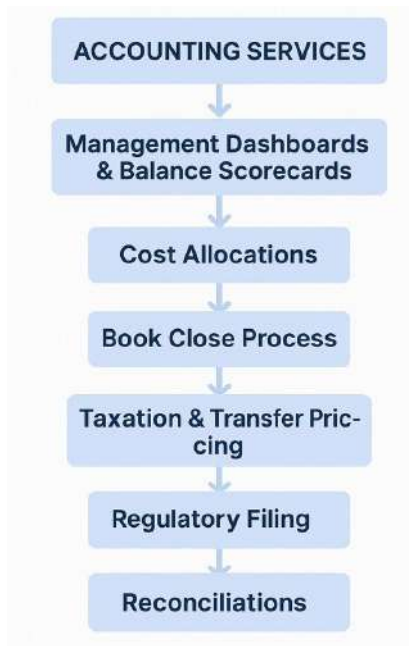 ACCOUNTING SERVICES
Management Dashboards
& Balance Scorecards
Cost Allocations
Book Close Process
Taxation & Transfer Pric-
cing
Regulatory Filing
Reconciliations